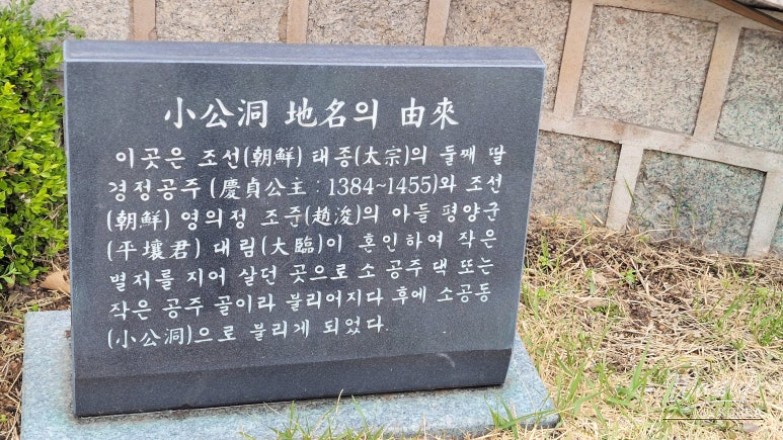 小公洞 地名의 由來
이곳은 조선(朝鮮) 태종(太宗)의 둘째 딸
경정공주 (慶貞公主 : 1384~1455)와 조선
(朝鮮) 영의정 조준(趙浚)의 아들 평양군
(平壤君) 대림(大臨)이 혼인하여 작은
별저를 지어 살던 곳으로 소 공주 댁 또는
작은 공주 골이라 불리어지다 후에 소공동
(小公洞)으로 불리게 되었다.